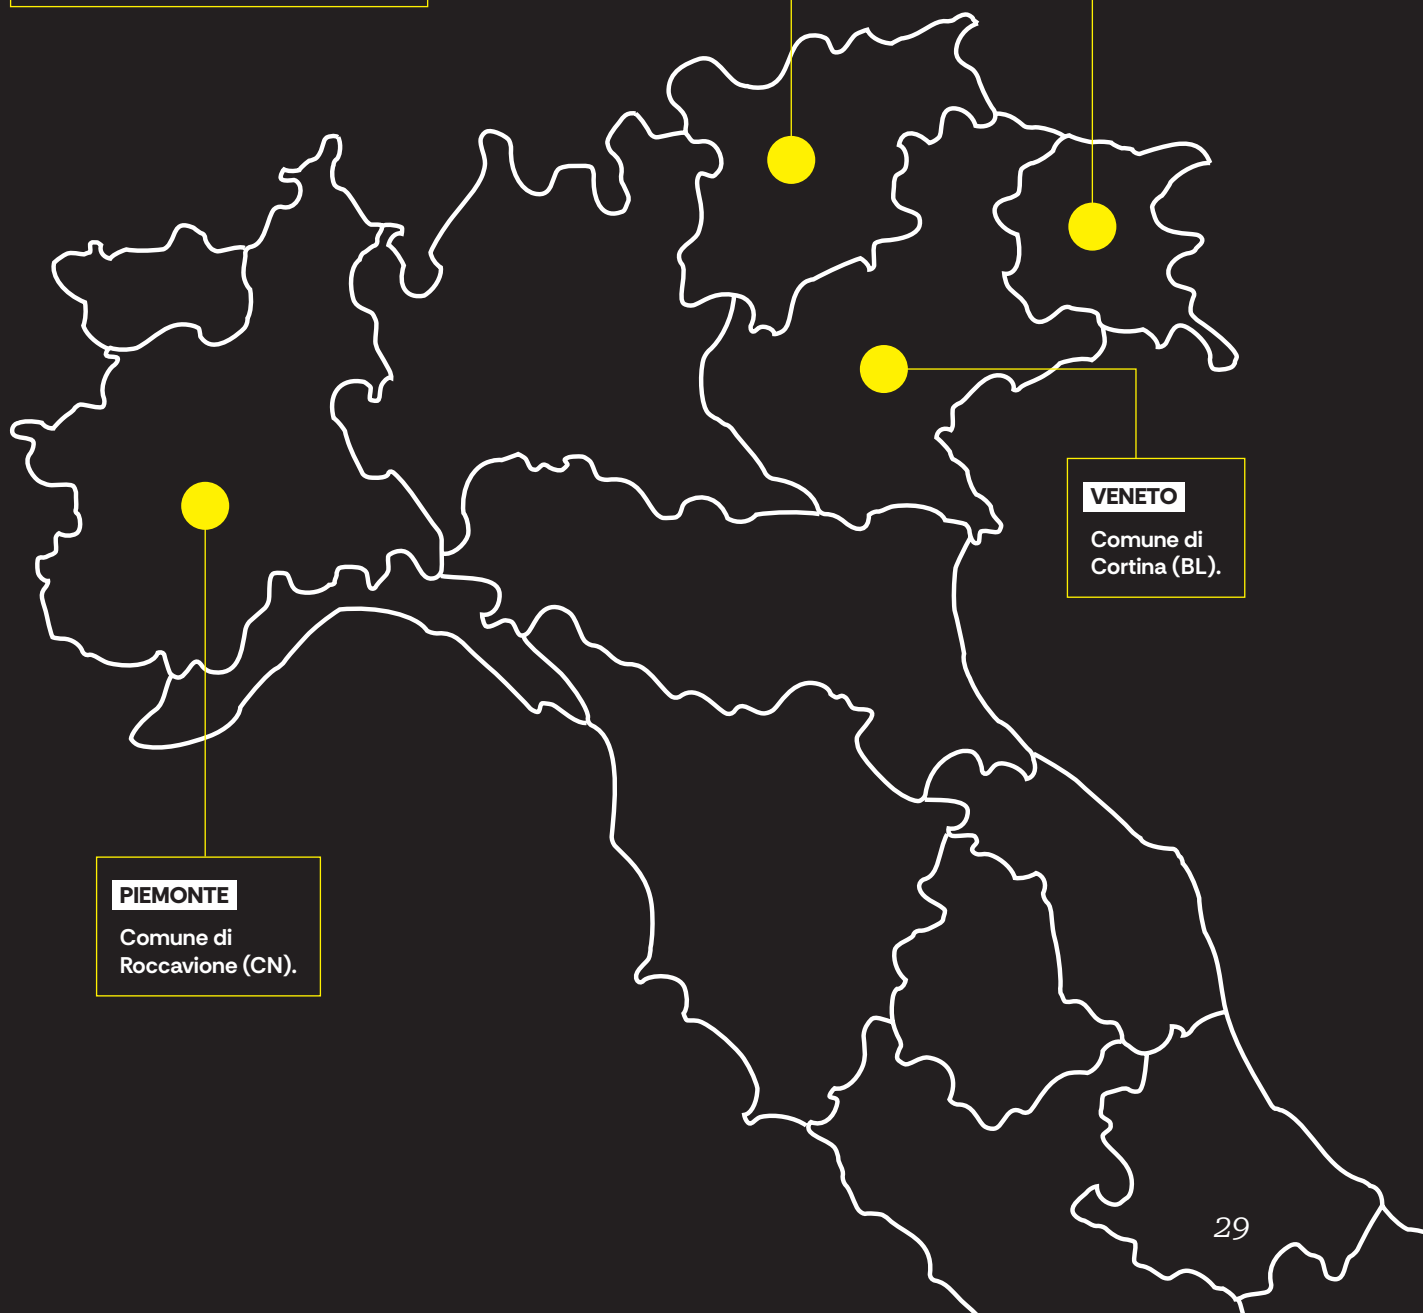 VENETO
Comune di
Cortina (BL).
PIEMONTE
Comune di
Roccavione (CN).
29